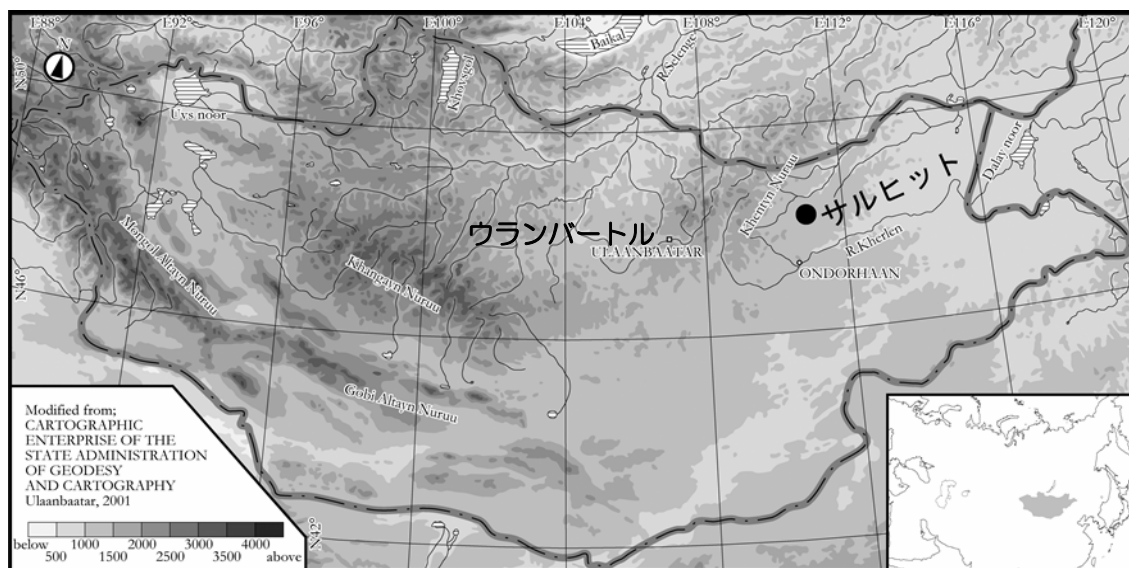 E88° E92° E96° E100° E104° E108° E112° E116° E120°
N
N50°
Baikal
R.Selenge
Khovsgol
Uvs noor
Dalay noor
Khentyn Nuruu
サルヒット
ウランバートル
ULAANBAATAR
R.Kherlen
ONDORHAAN
Mongol Altayn Nuruu
Khangayn Nuruu
N46°
Gobi Altayn Nuruu
N42°
Modified from;
CARTOGRAPHIC
ENTERPRISE OF THE
STATE ADMINISTRATION
OF GEODESY
AND CARTOGRAPHY
Ulaanbaatar, 2001
below 1000 2000 3000 4000
500 1500 2500 3500 above